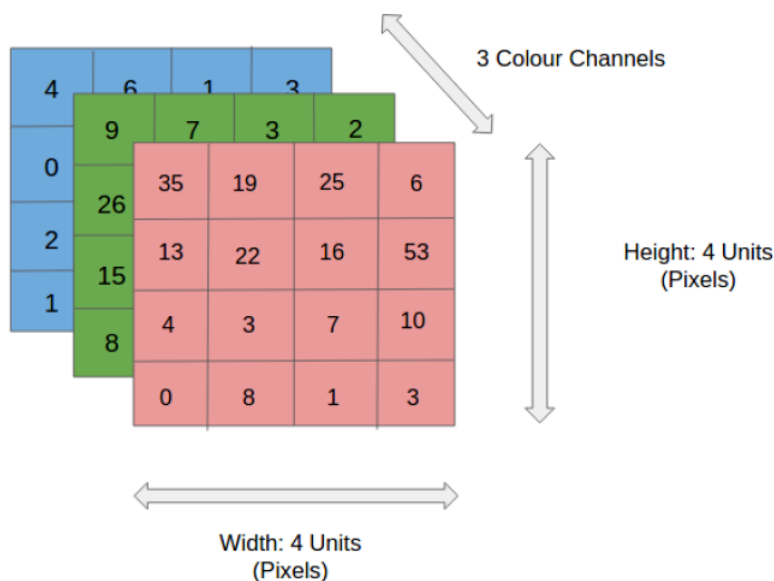 3 Colour Channels
4 6 1 3
9 7 3 2
0
26
35 19 25 6
2
15
13 22 16 53
Height: 4 Units
(Pixels)
1
8
4 3 7 10
0 8 1 3
Width: 4 Units
(Pixels)